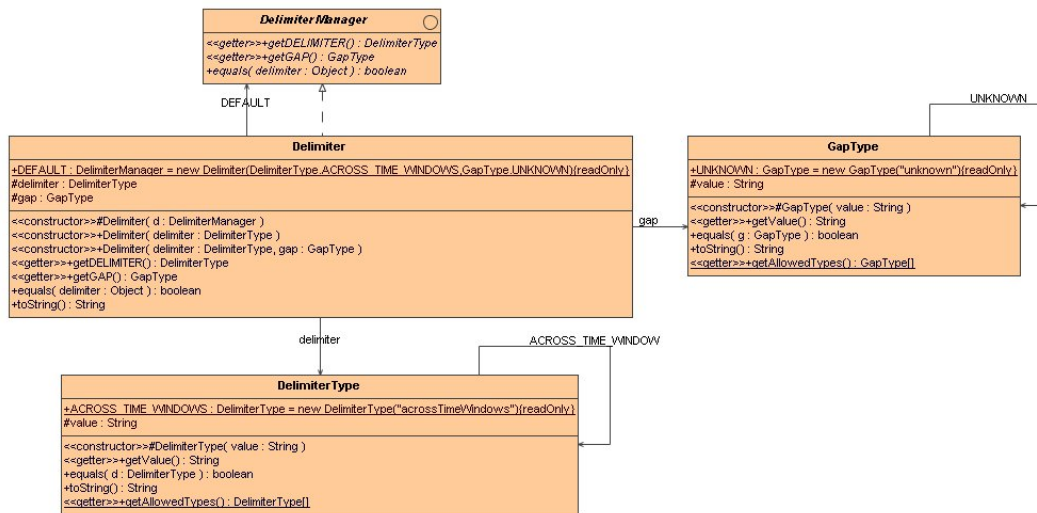 DelimiterManager
<<getter>>+getDELIMITER() : DelimiterType
<<getter>>+getGAP() : GapType
+equals( delimiter : Object ) : boolean
DEFAULT
Delimiter
+DEFAULT : DelimiterManager = new Delimiter(DelimiterType.ACROSS_TIME_WINDOWS,GapType.UNKNOWN){readOnly}
#delimiter : DelimiterType
#gap : GapType
<<constructor>>#Delimiter( d : DelimiterManager )
<<constructor>>+Delimiter( delimiter : DelimiterType )
<<constructor>>+Delimiter( delimiter : DelimiterType, gap : GapType )
<<getter>>+getDELIMITER() : DelimiterType
<<getter>>+getGAP() : GapType
+equals( delimiter : Object ) : boolean
+toString() : String
gap
UNKNOWN
GapType
+UNKNOWN : GapType = new GapType("unknown"){readOnly}
#value : String
<<constructor>>#GapType( value : String )
<<getter>>+getValue() : String
+equals( g : GapType ) : boolean
+toString() : String
<<getter>>+getAllowedTypes() : GapType[]
delimiter
ACROSS_TIME_WINDOW
DelimiterType
+ACROSS_TIME_WINDOWS : DelimiterType = new DelimiterType("acrossTimeWindows"){readOnly}
#value : String
<<constructor>>#DelimiterType( value : String )
<<getter>>+getValue() : String
+equals( d : DelimiterType ) : boolean
+toString() : String
<<getter>>+getAllowedTypes() : DelimiterType[]